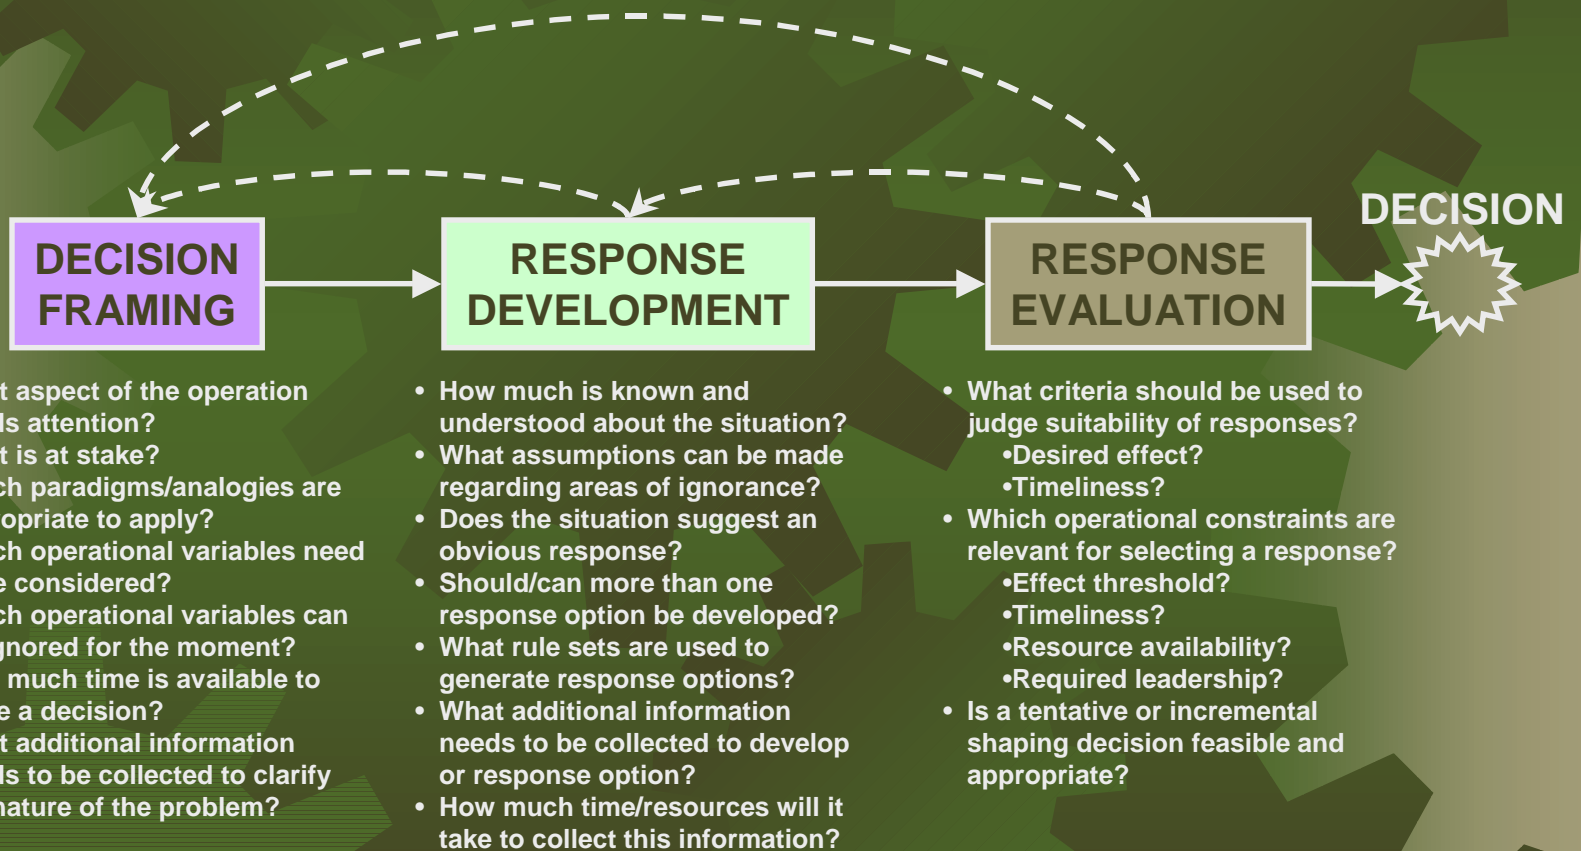 DECISION
DECISION
FRAMING
RESPONSE
DEVELOPMENT
RESPONSE
EVALUATION
t aspect of the operation
ls attention?
t is at stake?
ch paradigms/analogies are
opriate to apply?
ch operational variables need
e considered?
ch operational variables can
gnored for the moment?
much time is available to
e a decision?
t additional information
ls to be collected to clarify
nature of the problem?
• How much is known and
understood about the situation?
• What assumptions can be made
regarding areas of ignorance?
• Does the situation suggest an
obvious response?
• Should/can more than one
response option be developed?
• What rule sets are used to
generate response options?
• What additional information
needs to be collected to develop
or response option?
• How much time/resources will it
take to collect this information?
• What criteria should be used to
judge suitability of responses?
•Desired effect?
•Timeliness?
• Which operational constraints are
relevant for selecting a response?
•Effect threshold?
•Timeliness?
•Resource availability?
•Required leadership?
• Is a tentative or incremental
shaping decision feasible and
appropriate?